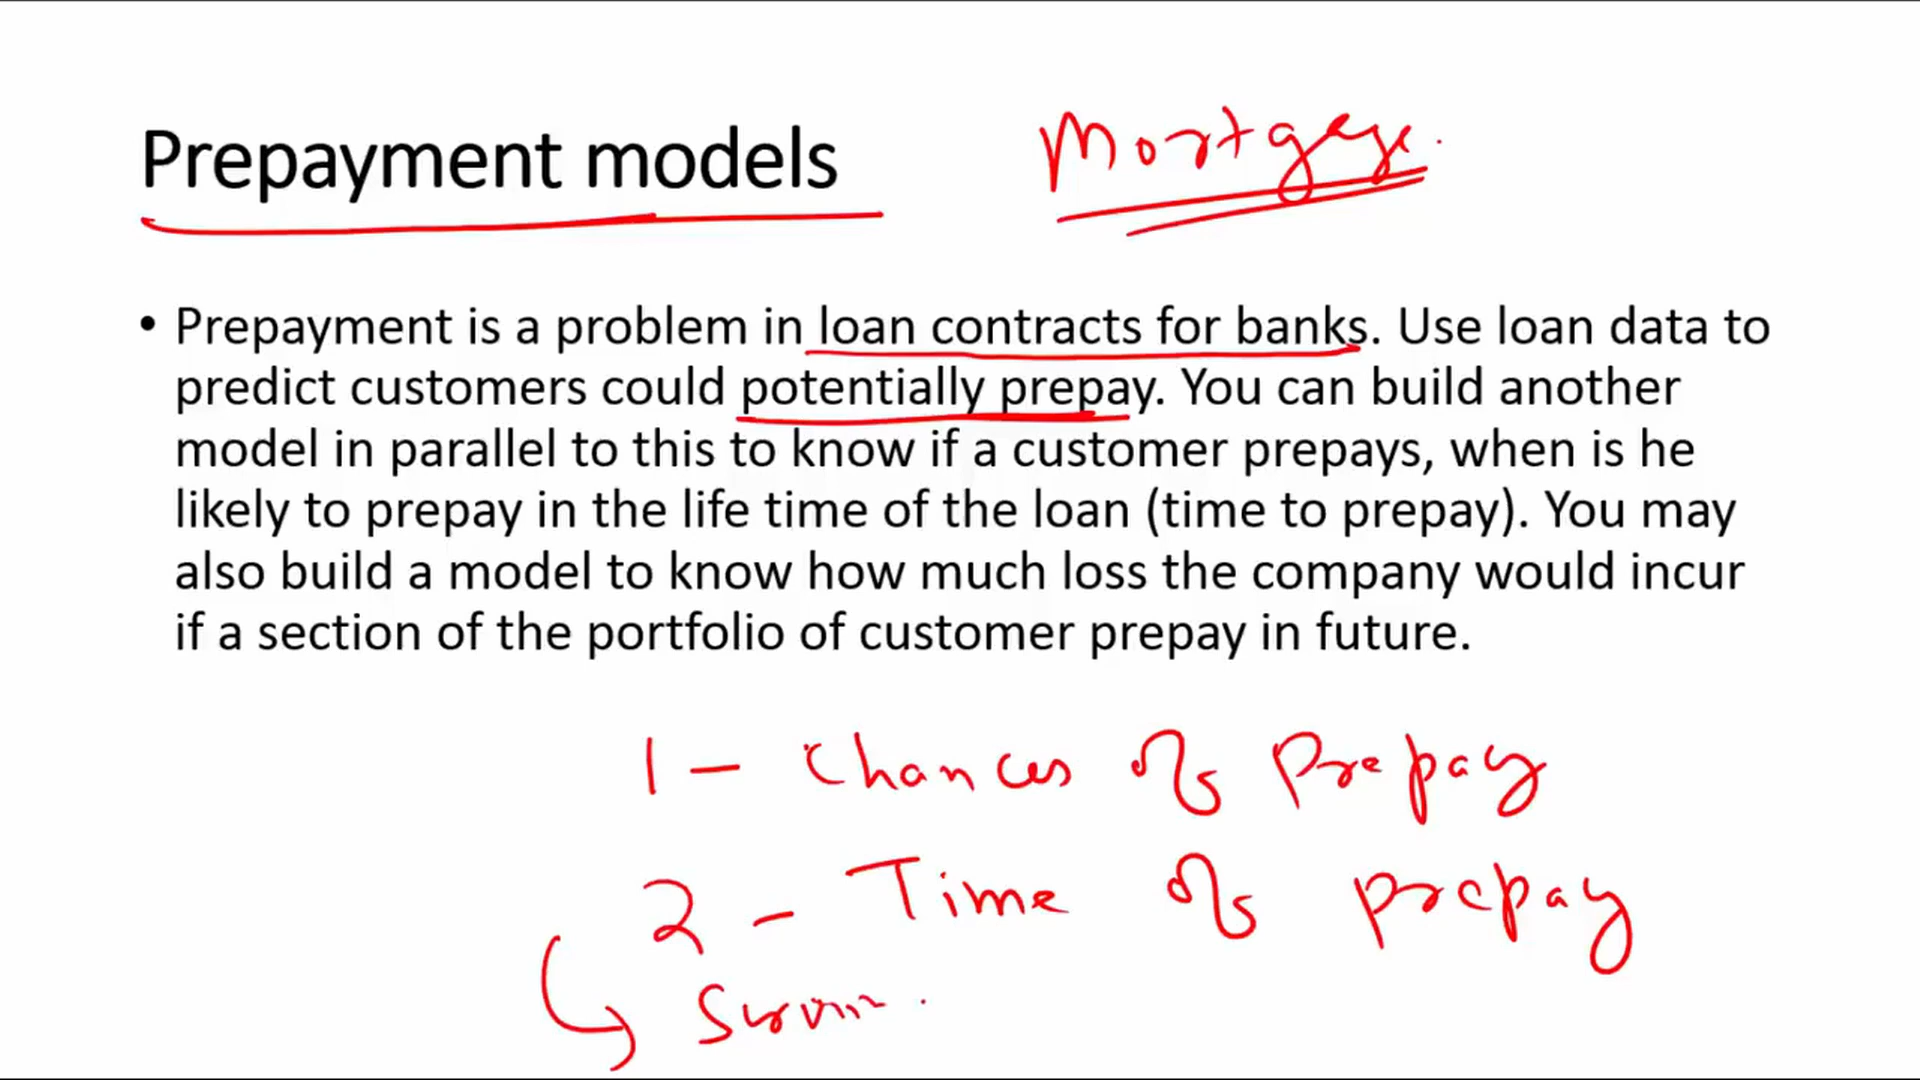 Prepayment models
Mortgage.
• Prepayment is a problem in loan contracts for banks. Use loan data to
predict customers could potentially prepay. You can build another
model in parallel to this to know if a customer prepays, when is he
likely to prepay in the life time of the loan (time to prepay). You may
also build a model to know how much loss the company would incur
if a section of the portfolio of customer prepay in future.
1 - Chances of Prepay
2 - Time of prepay